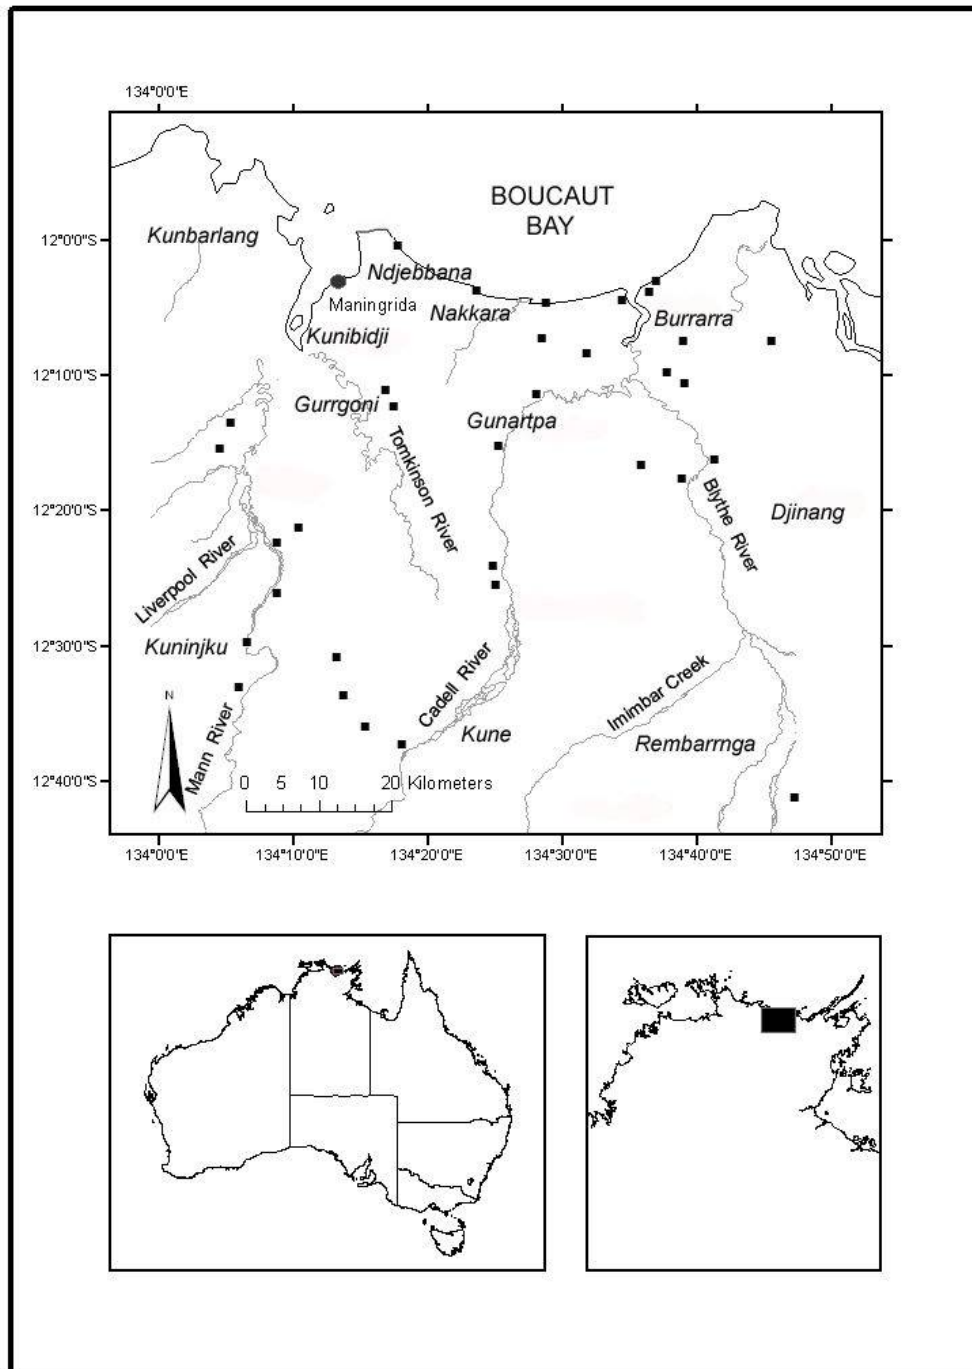 134°0'0"E
BOUCAUT
BAY
12°0'0"S
Kunbarlang
Ndjebbana
Maningrida
Nakkara
Burrarra
Kunibidji
12°10'0"S
Gurrgoni
Gunartpa
Tomkinson River
Blythe River
12°20'0"S
Djinang
Liverpool River
12°30'0"S
Kuninjku
Cadell River
Imimbar Creek
N
Mann River
Kune
Rembarrnga
12°40'0"S
0 5 10 20 Kilometers
134°0'0"E 134°10'0"E 134°20'0"E 134°30'0"E 134°40'0"E 134°50'0"E